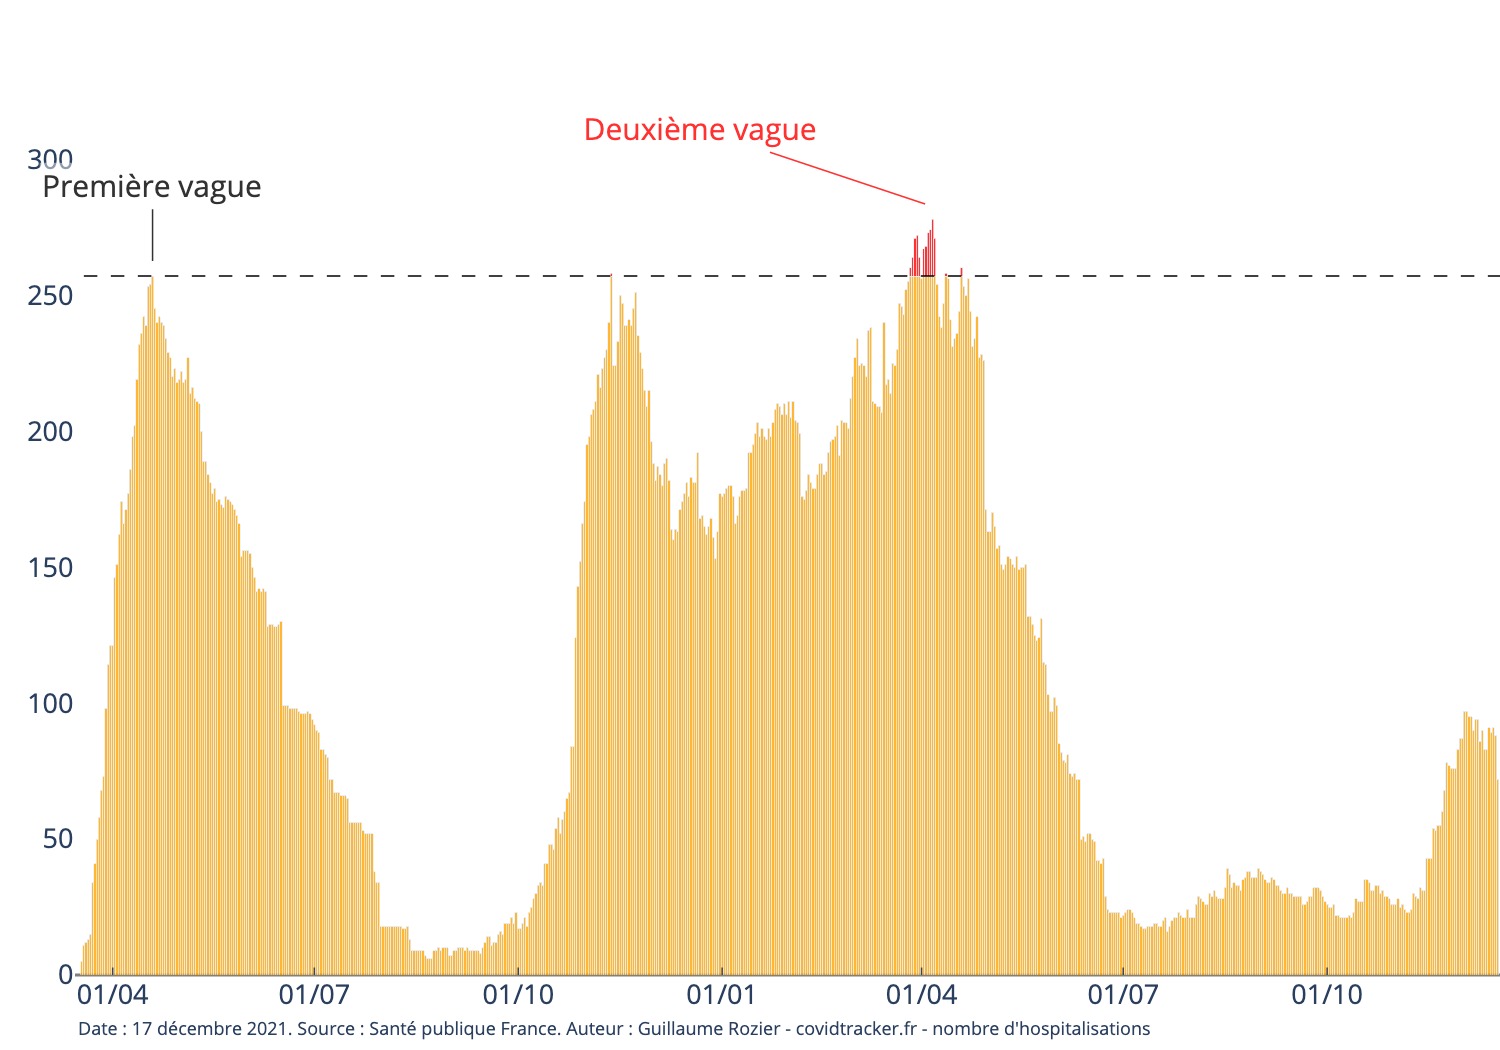 Deuxième vague
300
Première vague
250
200
150
100
50
0
01/04 01/07 01/10 01/01 01/04 01/07 01/10
Date : 17 décembre 2021. Source : Santé publique France. Auteur : Guillaume Rozier - covidtracker.fr - nombre d'hospitalisations